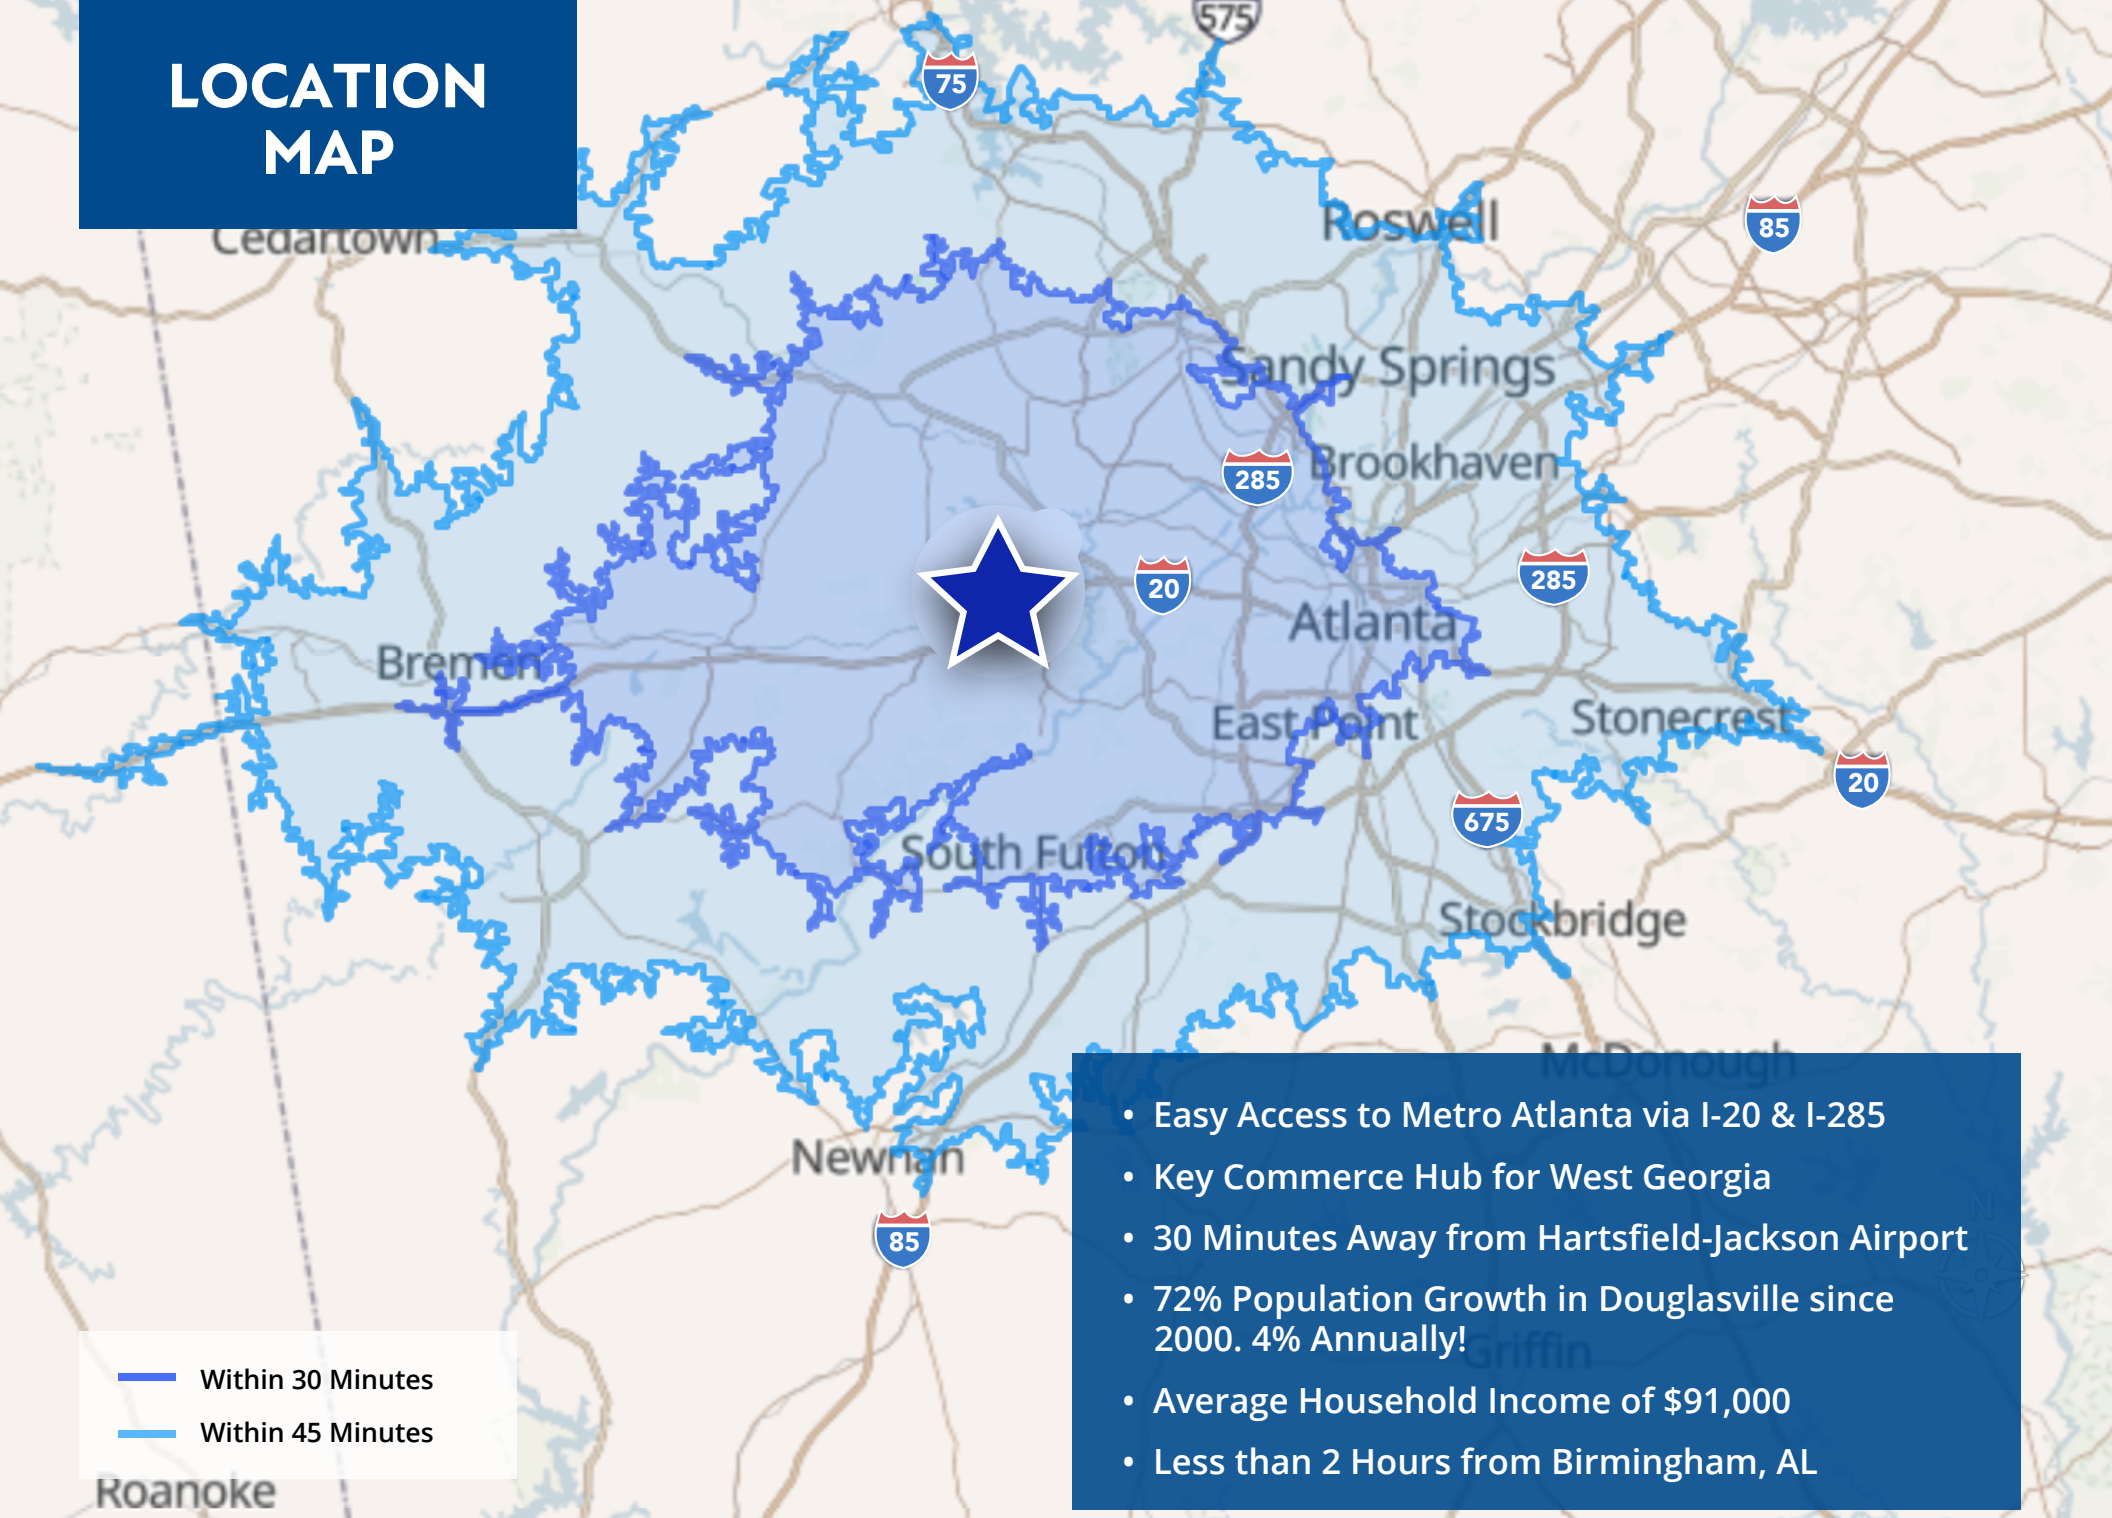 LOCATION
MAP
575
75
Cedartown
Roswell
85
Sandy Springs
Brookhaven
285
20
285
Atlanta
Bremen
East Point
Stonecrest
20
675
South Fulton
Stockbridge
McDonough
Newnan
85
• Easy Access to Metro Atlanta via I-20 & I-285
• Key Commerce Hub for West Georgia
N
• 30 Minutes Away from Hartsfield-Jackson Airport
• 72% Population Growth in Douglasville since
2000. 4% Annually!
Griffin
• Average Household Income of $91,000
• Less than 2 Hours from Birmingham, AL
Within 30 Minutes
Within 45 Minutes
Roanoke